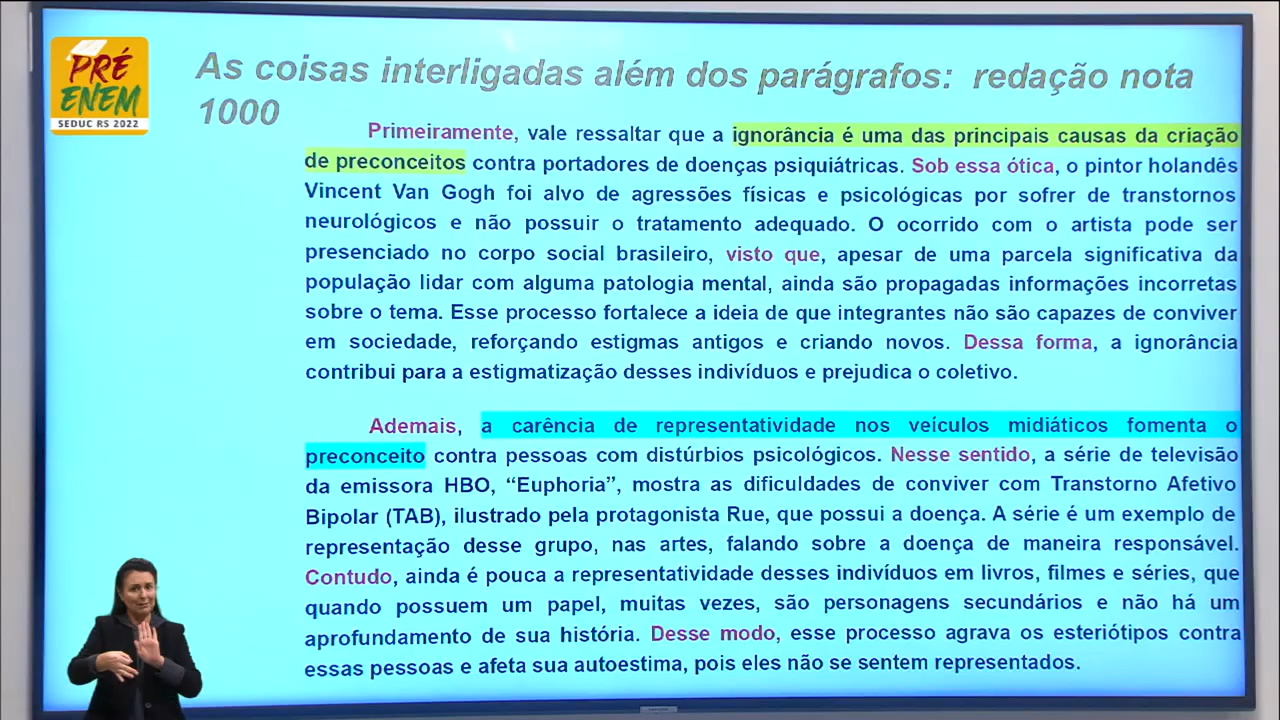 PRÉ
ENEM
SEDUC RS 2022
As coisas interligadas além dos parágrafos: redação nota
1000
Primeiramente, vale ressaltar que a ignorância é uma das principais causas da criação
de preconceitos contra portadores de doenças psiquiátricas. Sob essa ótica, o pintor holandês
Vincent Van Gogh foi alvo de agressões físicas e psicológicas por sofrer de transtornos
neurológicos e não possuir o tratamento adequado. O ocorrido com o artista pode ser
presenciado no corpo social brasileiro, visto que, apesar de uma parcela significativa da
população lidar com alguma patologia mental, ainda são propagadas informações incorretas
sobre o tema. Esse processo fortalece a ideia de que integrantes não são capazes de conviver
em sociedade, reforçando estigmas antigos e criando novos. Dessa forma, a ignorância
contribui para a estigmatização desses indivíduos e prejudica o coletivo.
Ademais, a carência de representatividade nos veículos midiáticos fomenta o
preconceito contra pessoas com distúrbios psicológicos. Nesse sentido, a série de televisão
da emissora HBO, “Euphoria”, mostra as dificuldades de conviver com Transtorno Afetivo
Bipolar (TAB), ilustrado pela protagonista Rue, que possui a doença. A série é um exemplo de
representação desse grupo, nas artes, falando sobre a doença de maneira responsável.
Contudo, ainda é pouca a representatividade desses indivíduos em livros, filmes e séries, que
quando possuem um papel, muitas vezes, são personagens secundários e não há um
aprofundamento de sua história. Desse modo, esse processo agrava os esteriótipos contra
essas pessoas e afeta sua autoestima, pois eles não se sentem representados.